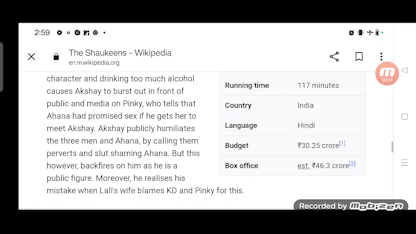 2:59
The Shaukeens - Wikipedia
en.m.wikipedia.org
00:03
character and drinking too much alcohol
causes Akshay to burst out in front of
public and media on Pinky, who tells that
Ahana had promised sex if he gets her to
meet Akshay. Akshay publicly humiliates
the three men and Ahana, by calling them
perverts and slut shaming Ahana. But this
however, backfires on him as he is a
public figure. Moreover, he realises his
mistake when Lali's wife blames KD and Pinky for this.
Running time 117 minutes
Country India
Language Hindi
Budget ₹30.25 crore[1]
Box office est. ₹46.3 crore[2]
Recorded by MOBIZEN